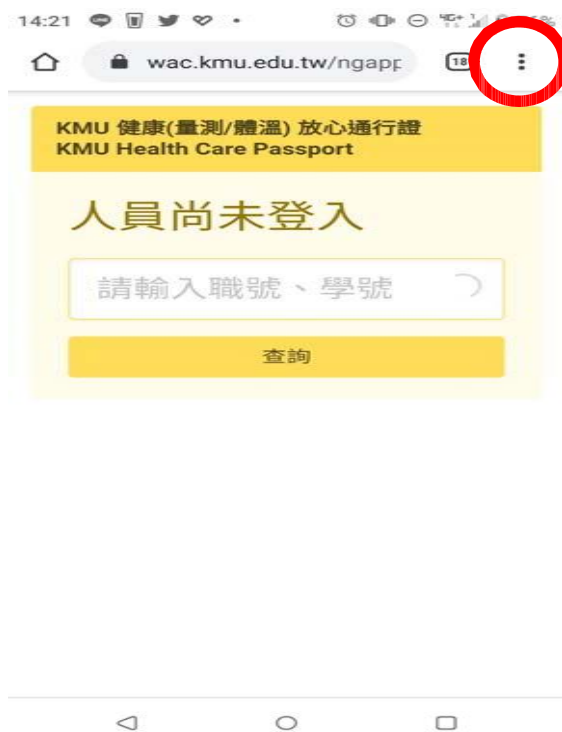 14:21
wac.kmu.edu.tw/ngapp
KMU 健康(量測/體溫) 放心通行證
KMU Health Care Passport
人員尚未登入
請輸入職號、學號
查詢